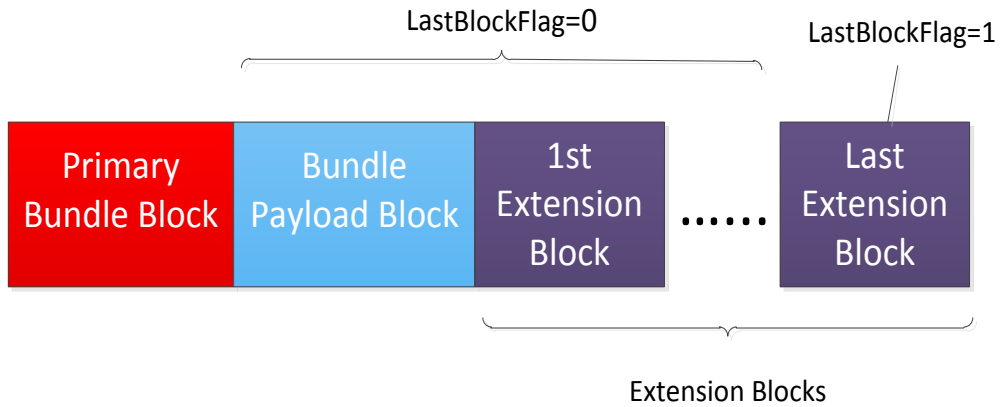 LastBlockFlag=0
LastBlockFlag=1
Primary
Bundle Block
Bundle
Payload Block
1st
Extension
Block
......
Last
Extension
Block
Extension Blocks